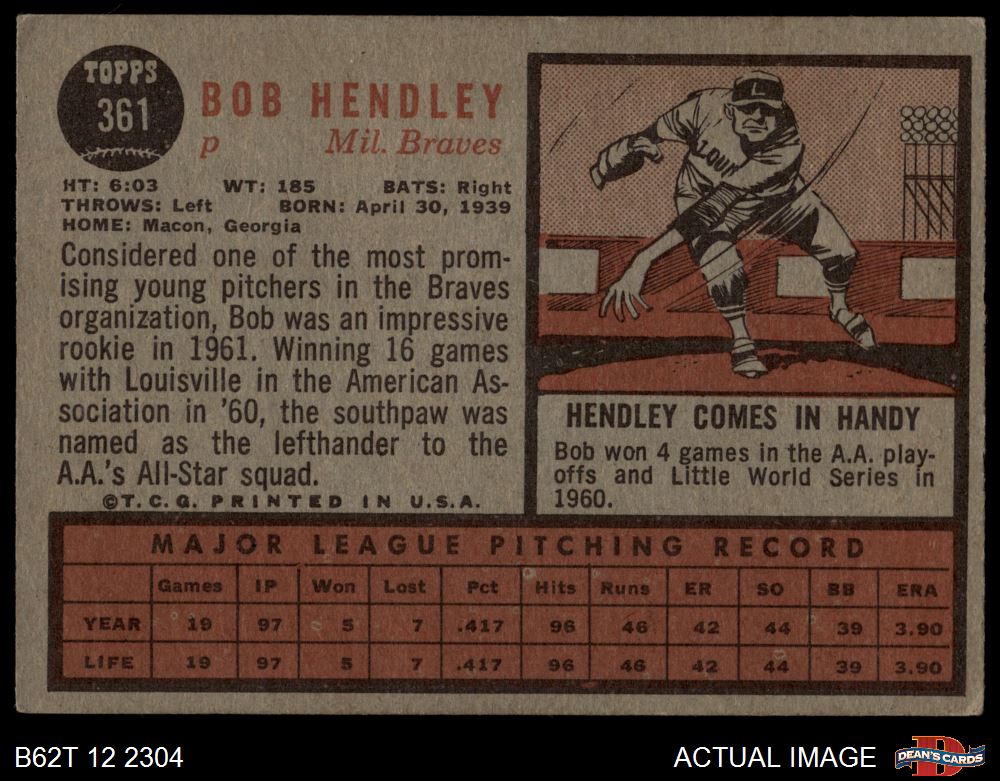 TOPPS
361
BOB HENDLEY
p Mil. Braves
HT: 6:03 WT: 185 BATS: Right
THROWS: Left BORN: April 30, 1939
HOME: Macon, Georgia
Considered one of the most prom-
ising young pitchers in the Braves
organization, Bob was an impressive
rookie in 1961. Winning 16 games
with Louisville in the American As-
sociation in '60, the southpaw was
named as the lefthander to the
A.A.'s All-Star squad.
©T.C.G. PRINTED IN U.S.A.
L
LOUI
HENDLEY COMES IN HANDY
Bob won 4 games in the A.A. play-
offs and Little World Series in
1960.
MAJOR LEAGUE PITCHING RECORD
Games IP Won Lost Pct Hits Runs ER SO BB ERA
YEAR 19 97 5 7 .417 96 46 42 44 39 3.90
LIFE 19 97 5 7 .417 96 46 42 44 39 3.90
B62T 12 2304
ACTUAL IMAGE
D
DEAN'S CARDS